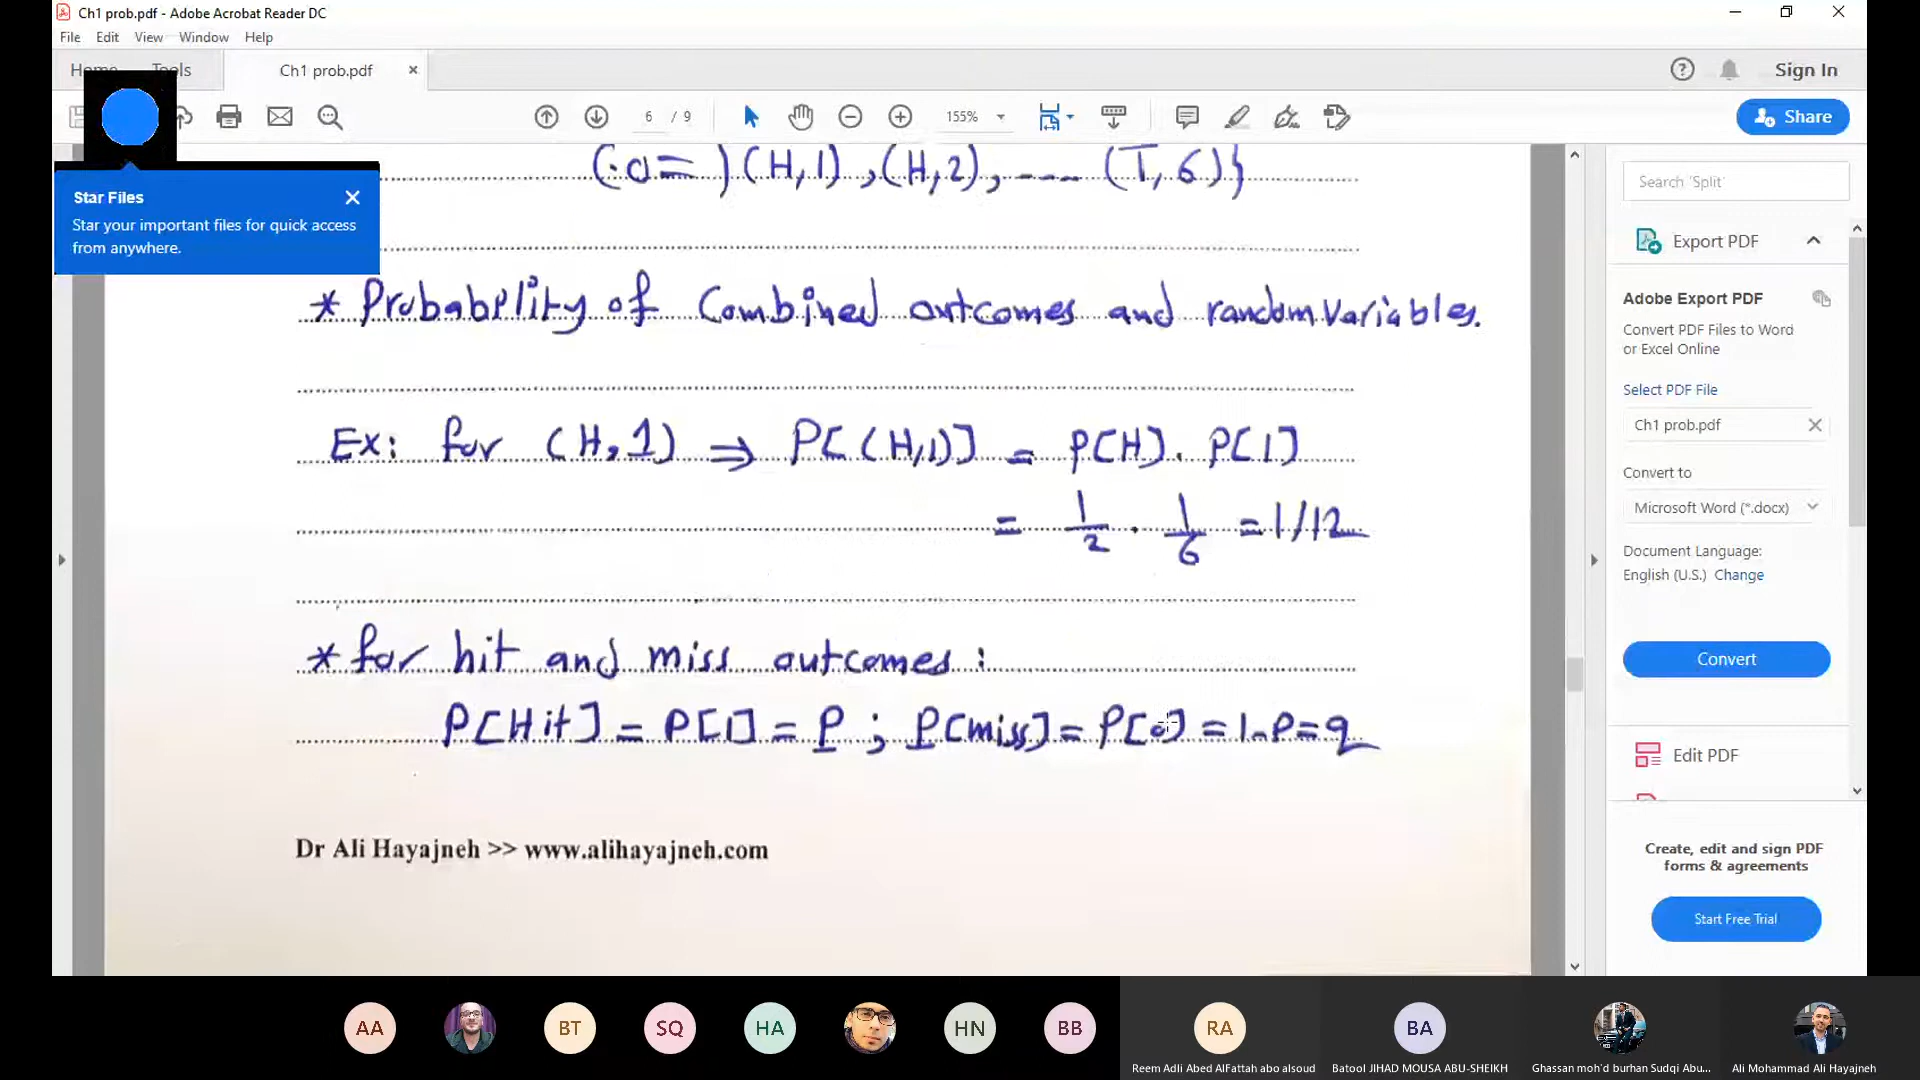 Ch1 prob.pdf - Adobe Acrobat Reader DC
File Edit View Window Help
Home Tools Ch1 prob.pdf
Sign In
6 / 9 155% Share
Star Files
Star your important files for quick access
from anywhere.
(H,1), (H,2), ---- (T,6)}
* Probability of Combined outcomes and random variables.
Ex: for (H,1) ⇒ P[(H,1)] = P[H] . P[1]
= 1/2 . 1/6 = 1/12
* for hit and miss outcomes :
P[Hit] = P[1] = P ; P[miss] = P[0] = 1-P = q
Dr Ali Hayajneh >> www.alihayajneh.com
Search 'Split'
Export PDF
Adobe Export PDF
Convert PDF Files to Word
or Excel Online
Select PDF File
Ch1 prob.pdf
Convert to
Microsoft Word (*.docx)
Document Language:
English (U.S.) Change
Convert
Edit PDF
Create, edit and sign PDF
forms & agreements
Start Free Trial
AA BT SQ HA HN BB RA BA
Reem Adli Abed AlFattah abo alsoud
Batool JIHAD MOUSA ABU-SHEIKH
Ghassan moh'd burhan Sudqi Abu...
Ali Mohammad Ali Hayajneh